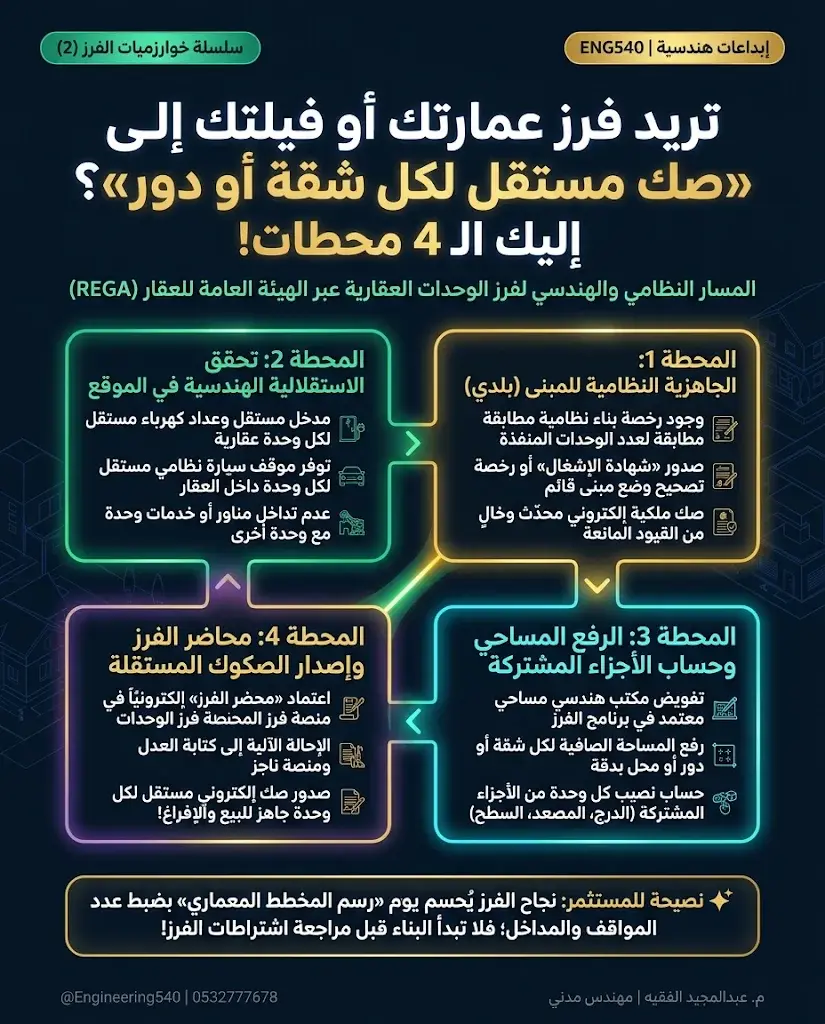 إبداعات هندسية | ENG540
سلسلة خوارزميات الفرز (2)
تريد فرز عمارتك أو فيلتك إلى
«صك مستقل لكل شقة أو دور»؟
إليك الـ 4 محطات!
المسار النظامي والهندسي لفرز الوحدات العقارية عبر الهيئة العامة للعقار (REGA)
المحطة 1:
الجاهزية النظامية للمبنى (بلدي)
وجود رخصة بناء نظامية مطابقة
مطابقة لعدد الوحدات المنفذة
صدور «شهادة الإشغال» أو رخصة
تصحيح وضع مبنى قائم
صك ملكية إلكتروني محدّث وخالٍ
من القيود المانعة
المحطة 2: تحقق
الاستقلالية الهندسية في الموقع
مدخل مستقل وعداد كهرباء مستقل
لكل وحدة عقارية
توفر موقف سيارة نظامي مستقل
لكل وحدة داخل العقار
عدم تداخل مناور أو خدمات وحدة
مع وحدة أخرى
المحطة 3: الرفع المساحي
وحساب الأجزاء المشتركة
تفويض مكتب هندسي مساحي
معتمد في برنامج الفرز
رفع المساحة الصافية لكل شقة أو
دور أو محل بدقة
حساب نصيب كل وحدة من الأجزاء
المشتركة (الدرج، المصعد، السطح)
المحطة 4: محاضر الفرز
وإصدار الصكوك المستقلة
اعتماد «محضر الفرز» إلكترونيًا في
منصة فرز المحنصة فرز الوحدات
الإحالة الآلية إلى كتابة العدل
ومنصة ناجز
صدور صك إلكتروني مستقل لكل
وحدة جاهز للبيع والإفراغ!
نصيحة للمستثمر: نجاح الفرز يُحسم يوم «رسم المخطط المعماري» بضبط عدد
المواقف والمداخل؛ فلا تبدأ البناء قبل مراجعة اشتراطات الفرز!
م. عبدالمجيد الفقيه | مهندس مدني
@Engineering540 | 0532777678